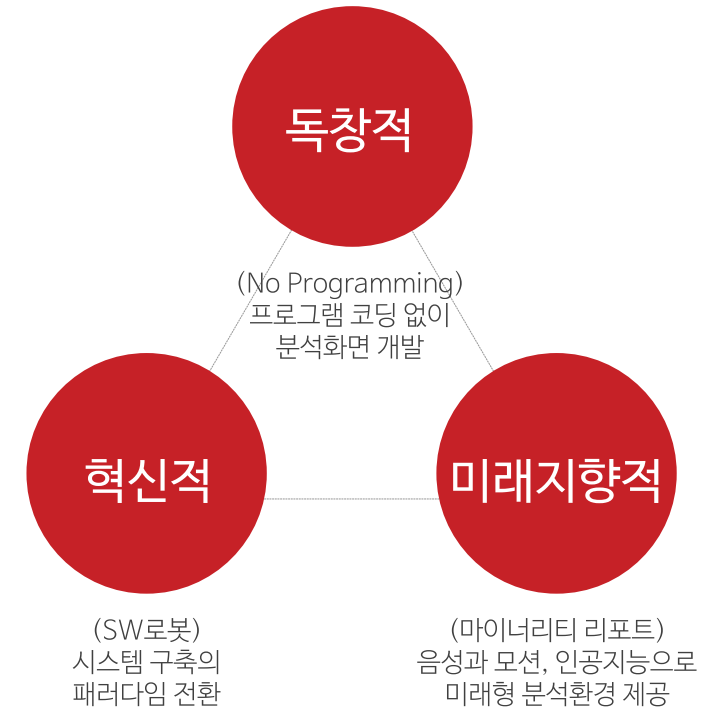 독창적
(No Programming)
프로그램 코딩 없이
분석화면 개발
혁신적
(SW로봇)
시스템 구축의
패러다임 전환
미래지향적
(마이너리티 리포트)
음성과 모션, 인공지능으로
미래형 분석환경 제공